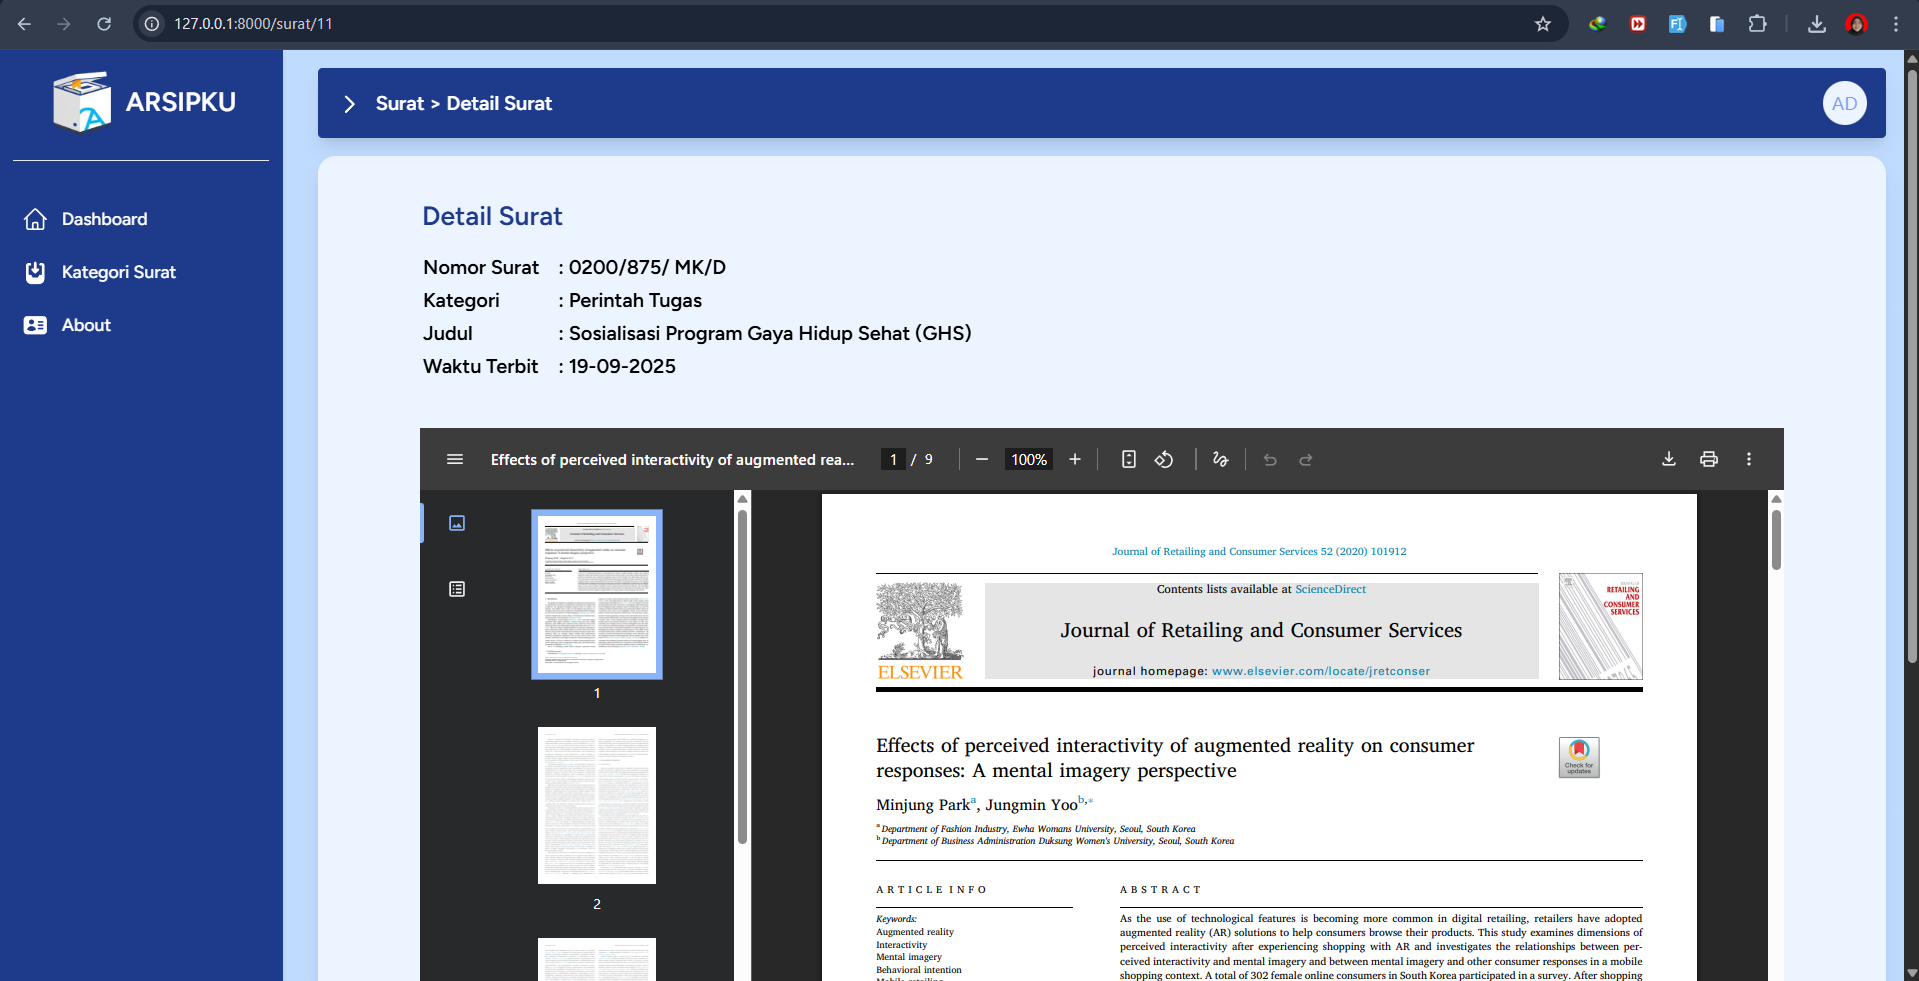 127.0.0.1:8000/surat/11
ARSIPKU
Dashboard
Kategori Surat
About
Surat > Detail Surat
AD
Detail Surat
Nomor Surat : 0200/875/ MK/D
Kategori : Perintah Tugas
Judul : Sosialisasi Program Gaya Hidup Sehat (GHS)
Waktu Terbit : 19-09-2025
Effects of perceived interactivity of augmented rea... 1 / 9 100%
1
2
Journal of Retailing and Consumer Services 52 (2020) 101912
Contents lists available at ScienceDirect
Journal of Retailing and Consumer Services
journal homepage: www.elsevier.com/locate/jretconser
ELSEVIER
RETAILING
AND
CONSUMER
SERVICES
Effects of perceived interactivity of augmented reality on consumer
responses: A mental imagery perspective
Check for
updates
Minjung Parka, Jungmin Yoob,*
a Department of Fashion Industry, Ewha Womans University, Seoul, South Korea
b Department of Business Administration Duksung Women's University, Seoul, South Korea
ARTICLE INFO
Keywords:
Augmented reality
Interactivity
Mental imagery
Behavioral intention
Mobile retailing
ABSTRACT
As the use of technological features is becoming more common in digital retailing, retailers have adopted
augmented reality (AR) solutions to help consumers browse their products. This study examines dimensions of
perceived interactivity after experiencing shopping with AR and investigates the relationships between per-
ceived interactivity and mental imagery and between mental imagery and other consumer responses in a mobile
shopping context. A total of 302 female online consumers in South Korea participated in a survey. After shopping